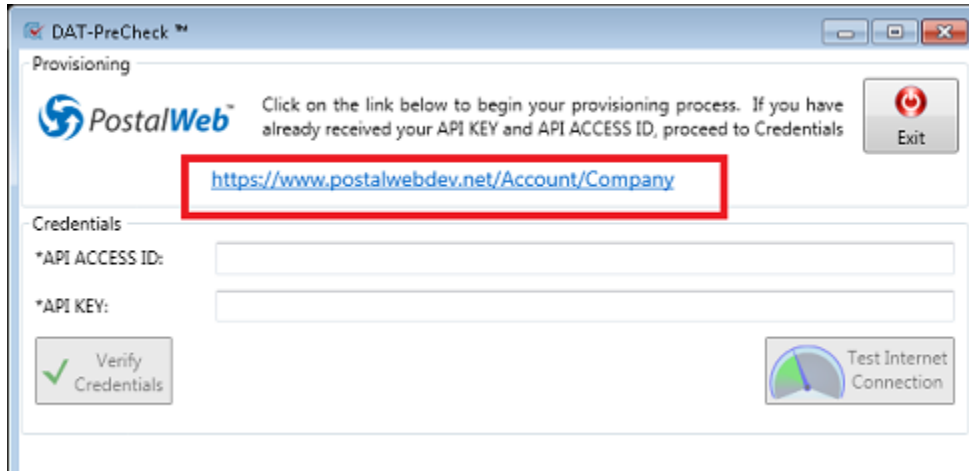 DAT-PreCheck ™
Provisioning
PostalWeb™
Click on the link below to begin your provisioning process. If you have
already received your API KEY and API ACCESS ID, proceed to Credentials
Exit
https://www.postalwebdev.net/Account/Company
Credentials
*API ACCESS ID:
*API KEY:
Verify
Credentials
Test Internet
Connection